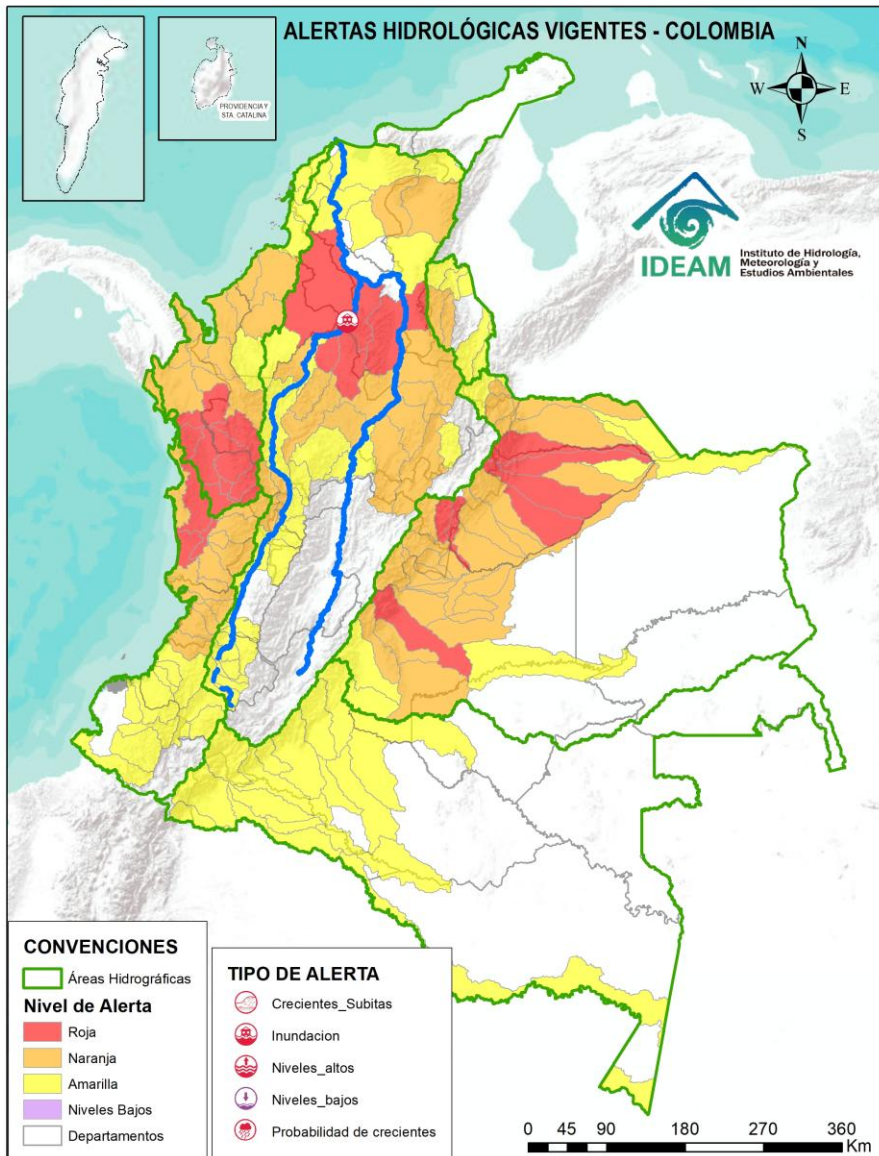 ALERTAS HIDROLÓGICAS VIGENTES - COLOMBIA
PROVIDENCIA Y
STA. CATALINA
N
W
E
S
IDEAM
Instituto de Hidrología,
Meteorología y
Estudios Ambientales
CONVENCIONES
Áreas Hidrográficas
Nivel de Alerta
Roja
Naranja
Amarilla
Niveles Bajos
Departamentos
TIPO DE ALERTA
Crecientes_Subitas
Inundacion
Niveles_altos
Niveles_bajos
Probabilidad de crecientes
0 45 90 180 270 360
Km